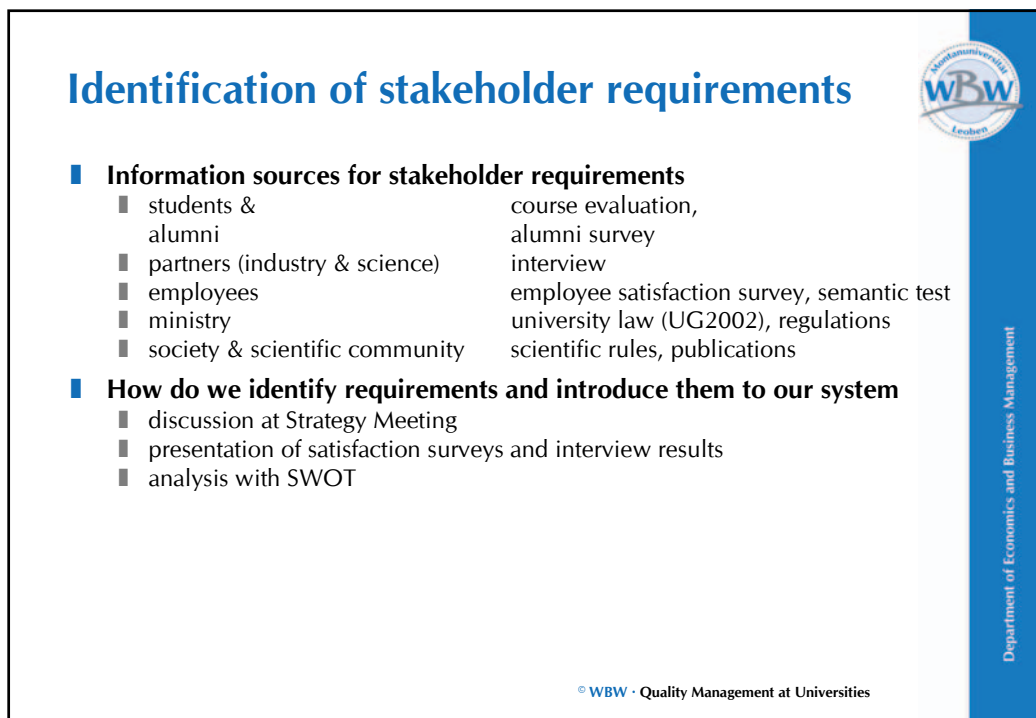 Identification of stakeholder requirements
Montanuniversität
WBW
Leoben
Information sources for stakeholder requirements
students & course evaluation,
alumni alumni survey
partners (industry & science) interview
employees employee satisfaction survey, semantic test
ministry university law (UG2002), regulations
society & scientific community scientific rules, publications
How do we identify requirements and introduce them to our system
discussion at Strategy Meeting
presentation of satisfaction surveys and interview results
analysis with SWOT
Department of Economics and Business Management
© WBW · Quality Management at Universities